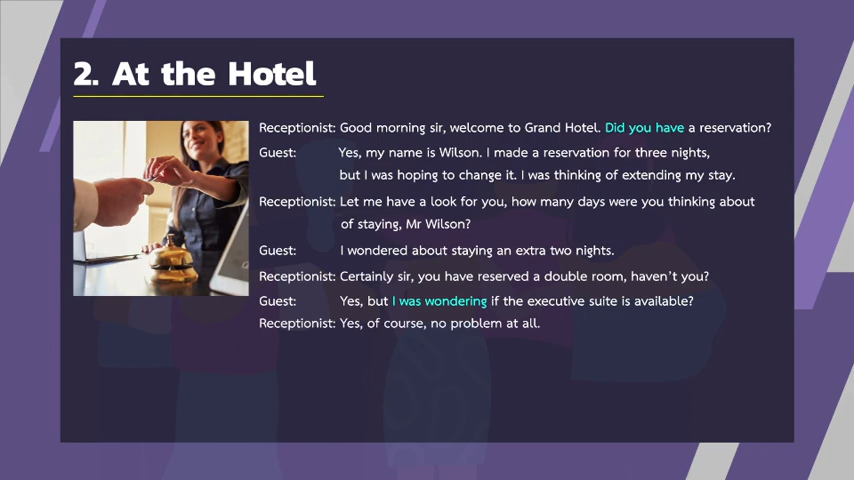 2. At the Hotel
Receptionist: Good morning sir, welcome to Grand Hotel. Did you have a reservation?
Guest: Yes, my name is Wilson. I made a reservation for three nights,
but I was hoping to change it. I was thinking of extending my stay.
Receptionist: Let me have a look for you, how many days were you thinking about
of staying, Mr Wilson?
Guest: I wondered about staying an extra two nights.
Receptionist: Certainly sir, you have reserved a double room, haven't you?
Guest: Yes, but I was wondering if the executive suite is available?
Receptionist: Yes, of course, no problem at all.